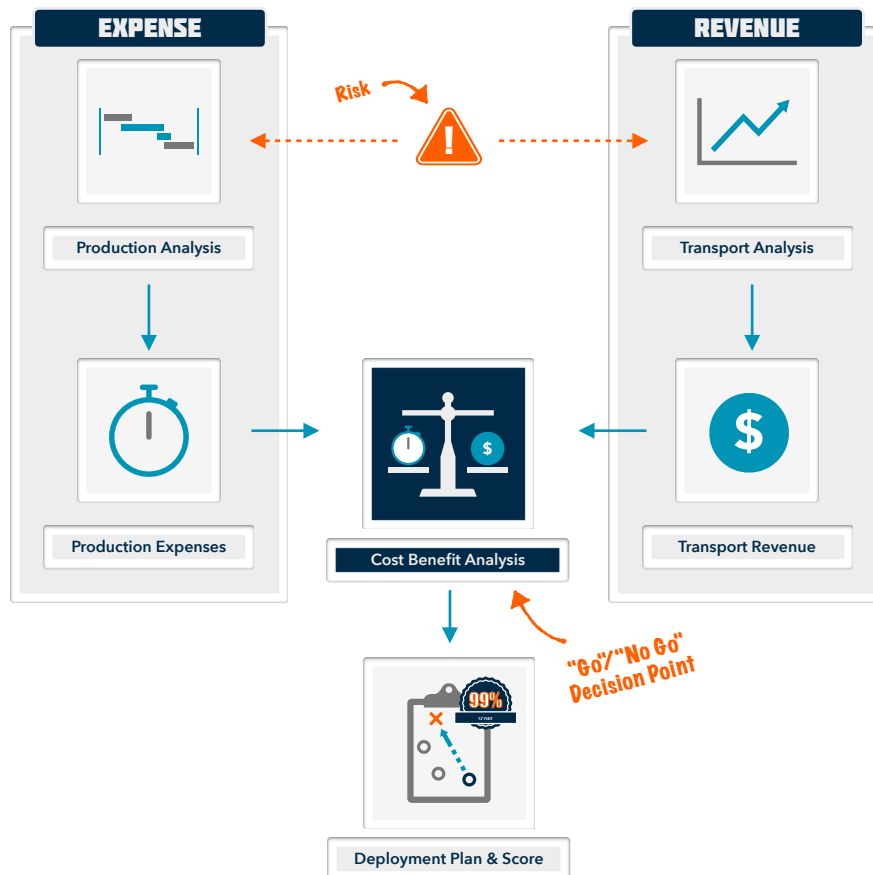 EXPENSE
REVENUE
Risk
!
Production Analysis
Transport Analysis
$
$
Production Expenses
Transport Revenue
Cost Benefit Analysis
"Go"/"No Go"
Decision Point
99%
SCORE
Deployment Plan & Score